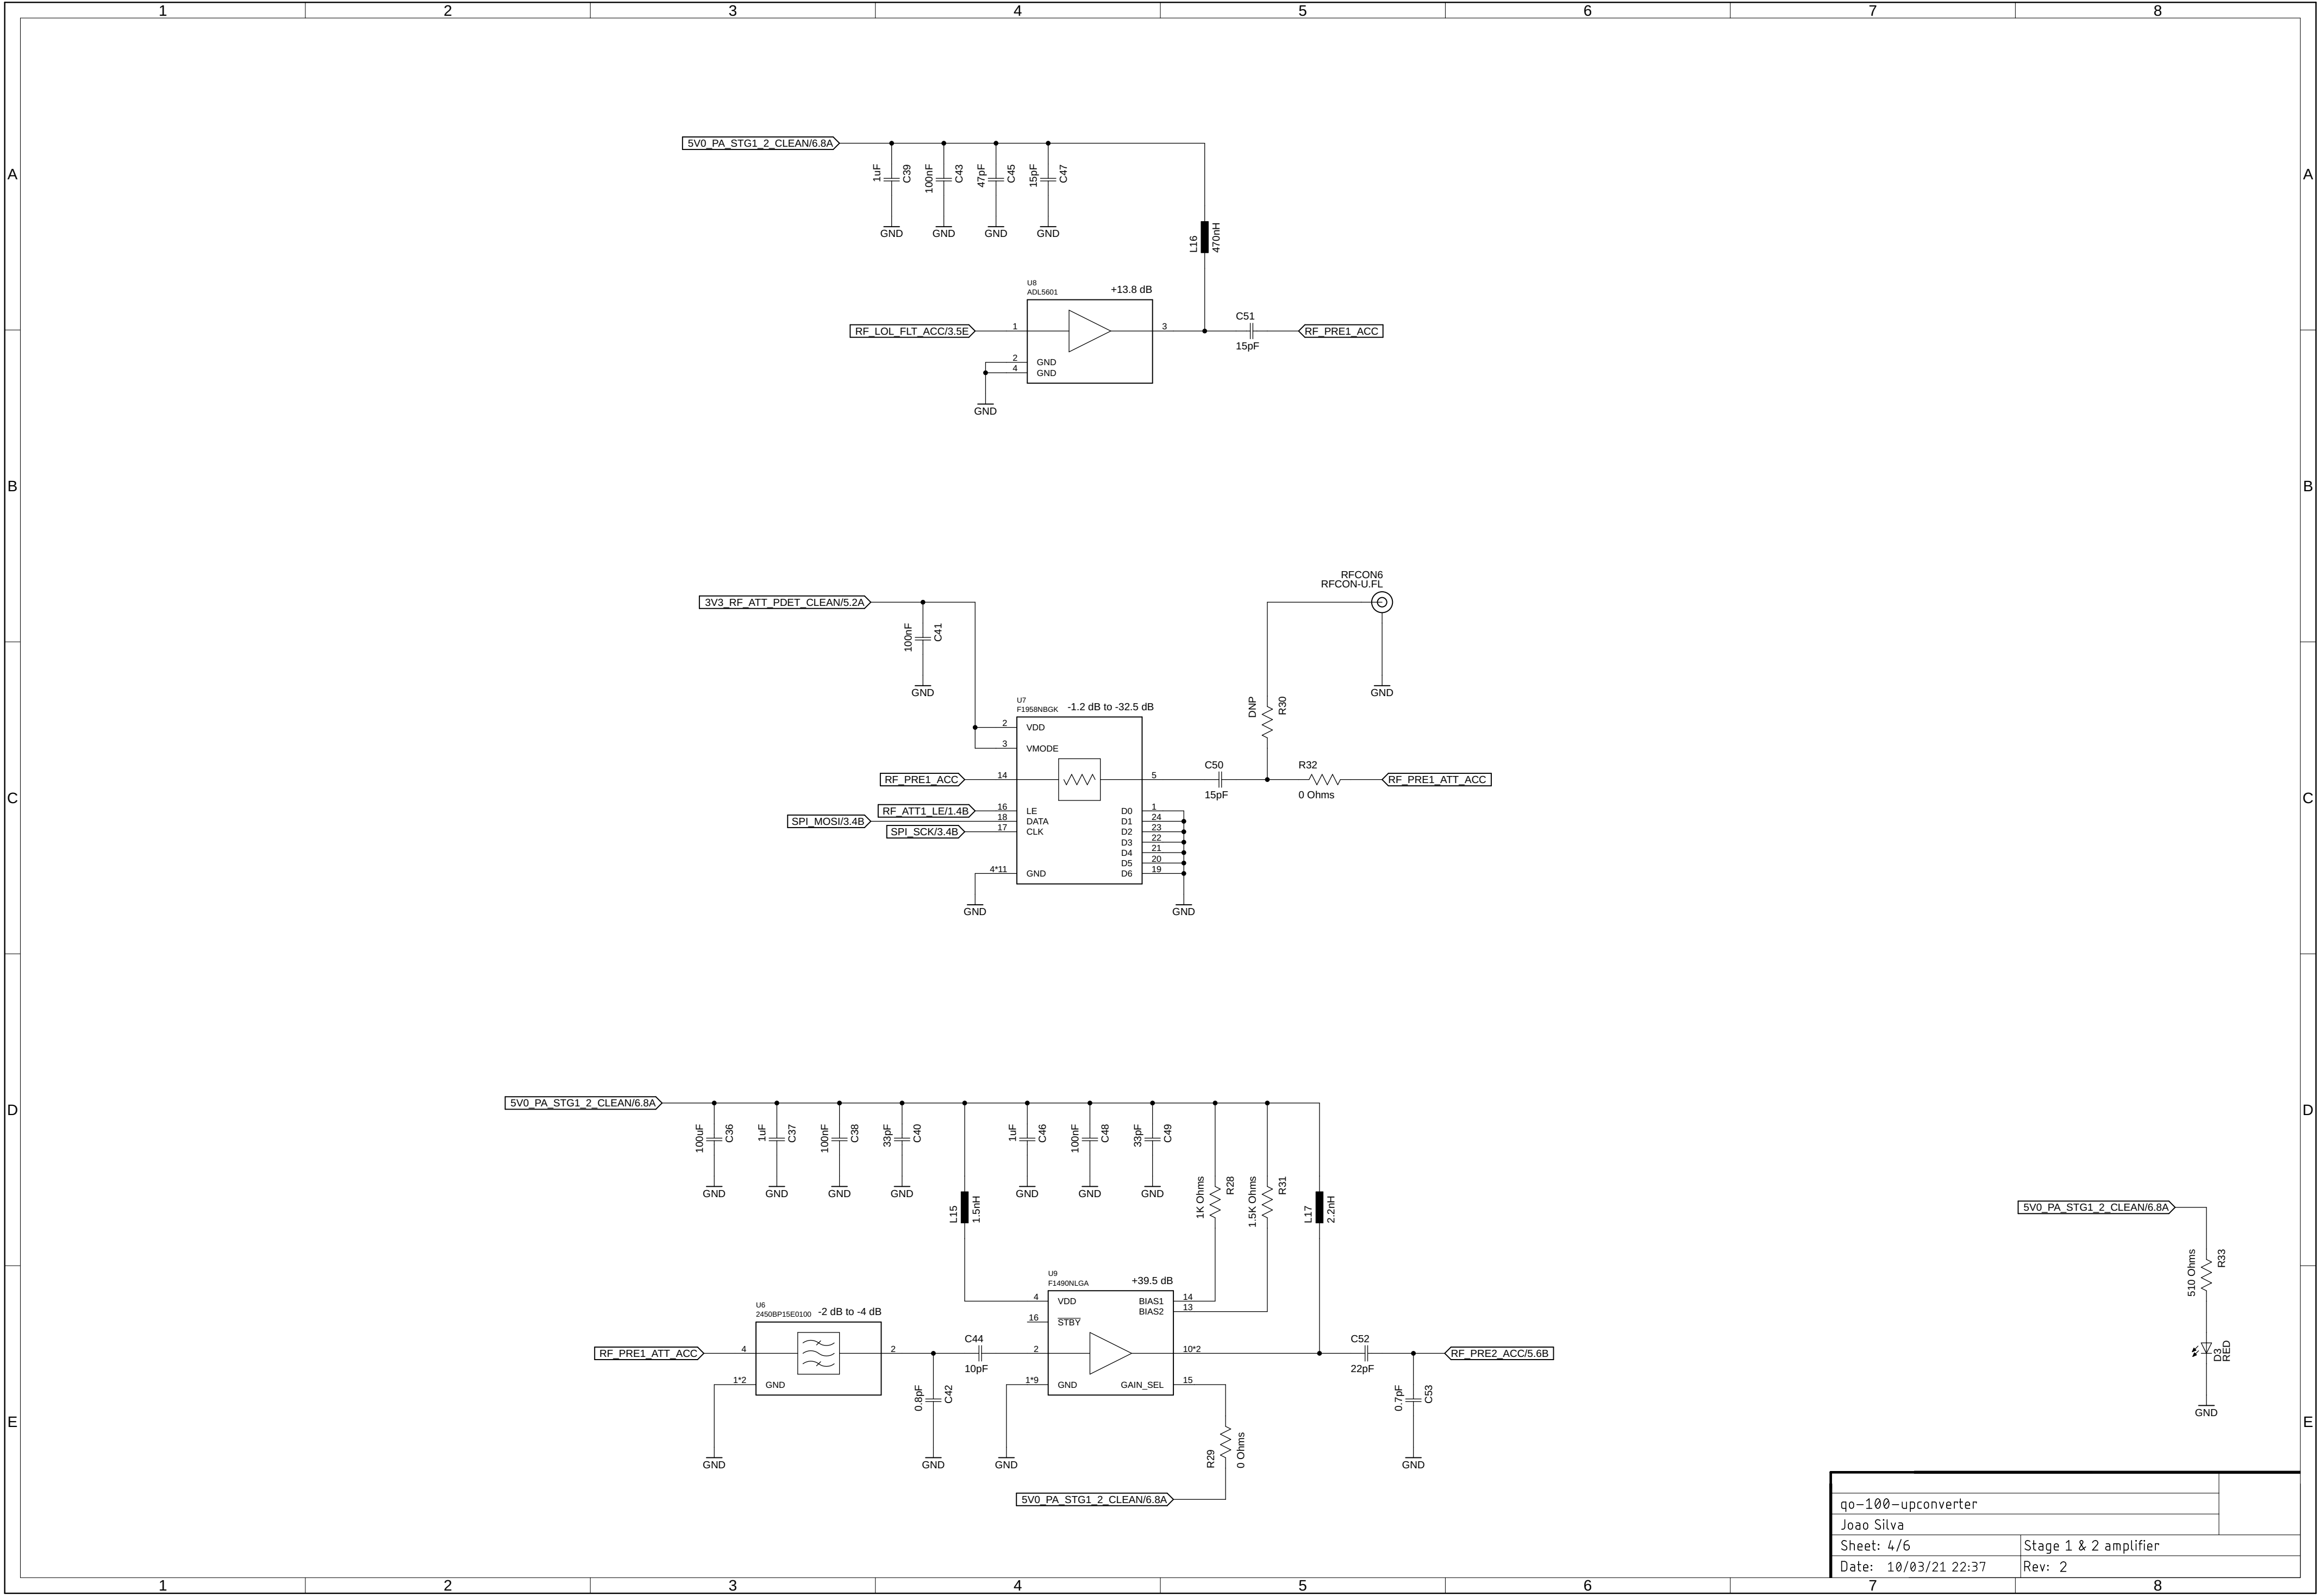 1 2 3 4 5 6 7 8
A A
5V0_PA_STG1_2_CLEAN/6.8A
1uF C39 100nF C43 47pF C45 15pF C47
GND GND GND GND
L16 470nH
U8
ADL5601 +13.8 dB
RF_LOL_FLT_ACC/3.5E 1 3 C51 15pF RF_PRE1_ACC
2 GND
4 GND
GND
B B
RFCON6
RFCON-U.FL
3V3_RF_ATT_PDET_CLEAN/5.2A
100nF C41
GND GND
DNP R30
U7
F1958NBGK -1.2 dB to -32.5 dB
2 VDD
3 VMODE
C C
RF_PRE1_ACC 14 5 C50 15pF R32 0 Ohms RF_PRE1_ATT_ACC
RF_ATT1_LE/1.4B 16 LE D0 1
SPI_MOSI/3.4B 18 DATA D1 24
SPI_SCK/3.4B 17 CLK D2 23
D3 22
D4 21
D5 20
4*11 GND D6 19
GND GND
D D
5V0_PA_STG1_2_CLEAN/6.8A
100uF C36 1uF C37 100nF C38 33pF C40 1uF C46 100nF C48 33pF C49
GND GND GND GND GND GND GND
L15 1.5nH 1K Ohms R28 1.5K Ohms R31 L17 2.2nH
5V0_PA_STG1_2_CLEAN/6.8A
510 Ohms R33
D3
RED
GND
U9
F1490NLGA +39.5 dB
4 VDD BIAS1 14
BIAS2 13
16 STBY
U6
2450BP15E0100 -2 dB to -4 dB
RF_PRE1_ATT_ACC 4 2 C44 10pF 2 10*2 C52 22pF RF_PRE2_ACC/5.6B
1*2 GND 0.8pF C42 1*9 GND GAIN_SEL 15 0.7pF C53
E E
R29 0 Ohms
GND GND GND GND
5V0_PA_STG1_2_CLEAN/6.8A
qo-100-upconverter
Joao Silva
Sheet: 4/6 Stage 1 & 2 amplifier
Date: 10/03/21 22:37 Rev: 2
1 2 3 4 5 6 7 8